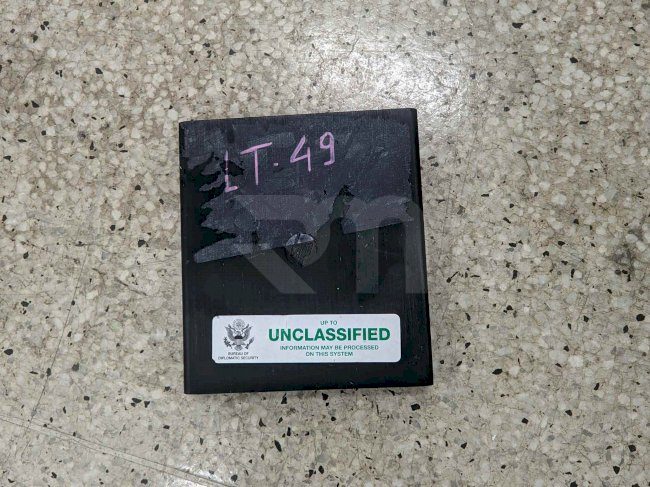 LT-49
UP TO
UNCLASSIFIED
INFORMATION MAY BE PROCESSED
ON THIS SYSTEM
BUREAU OF
DIPLOMATIC SECURITY